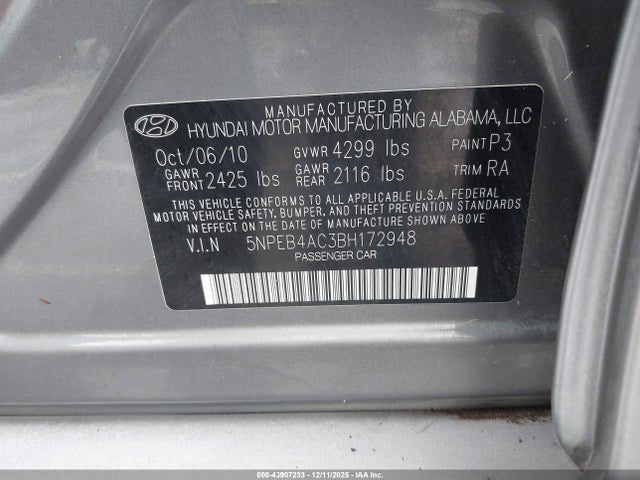 MANUFACTURED BY
HYUNDAI MOTOR MANUFACTURING ALABAMA, LLC
Oct/06/10 GVWR 4299 lbs PAINT P3
GAWR FRONT 2425 lbs GAWR REAR 2116 lbs TRIM RA
THIS VEHICLE CONFORMS TO ALL APPLICABLE U.S.A. FEDERAL
MOTOR VEHICLE SAFETY, BUMPER, AND THEFT PREVENTION STANDARDS
IN EFFECT ON THE DATE OF MANUFACTURE SHOWN ABOVE
V.I.N 5NPEB4AC3BH172948
PASSENGER CAR
000-43907233 - 12/11/2025 - IAA Inc.